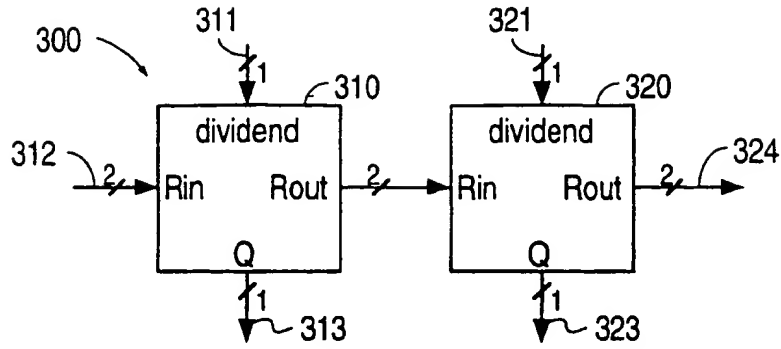 300
311
321
1
1
310
320
dividend
dividend
312
324
2
Rin
Rout
2
Rin
Rout
2
Q
Q
1
1
313
323